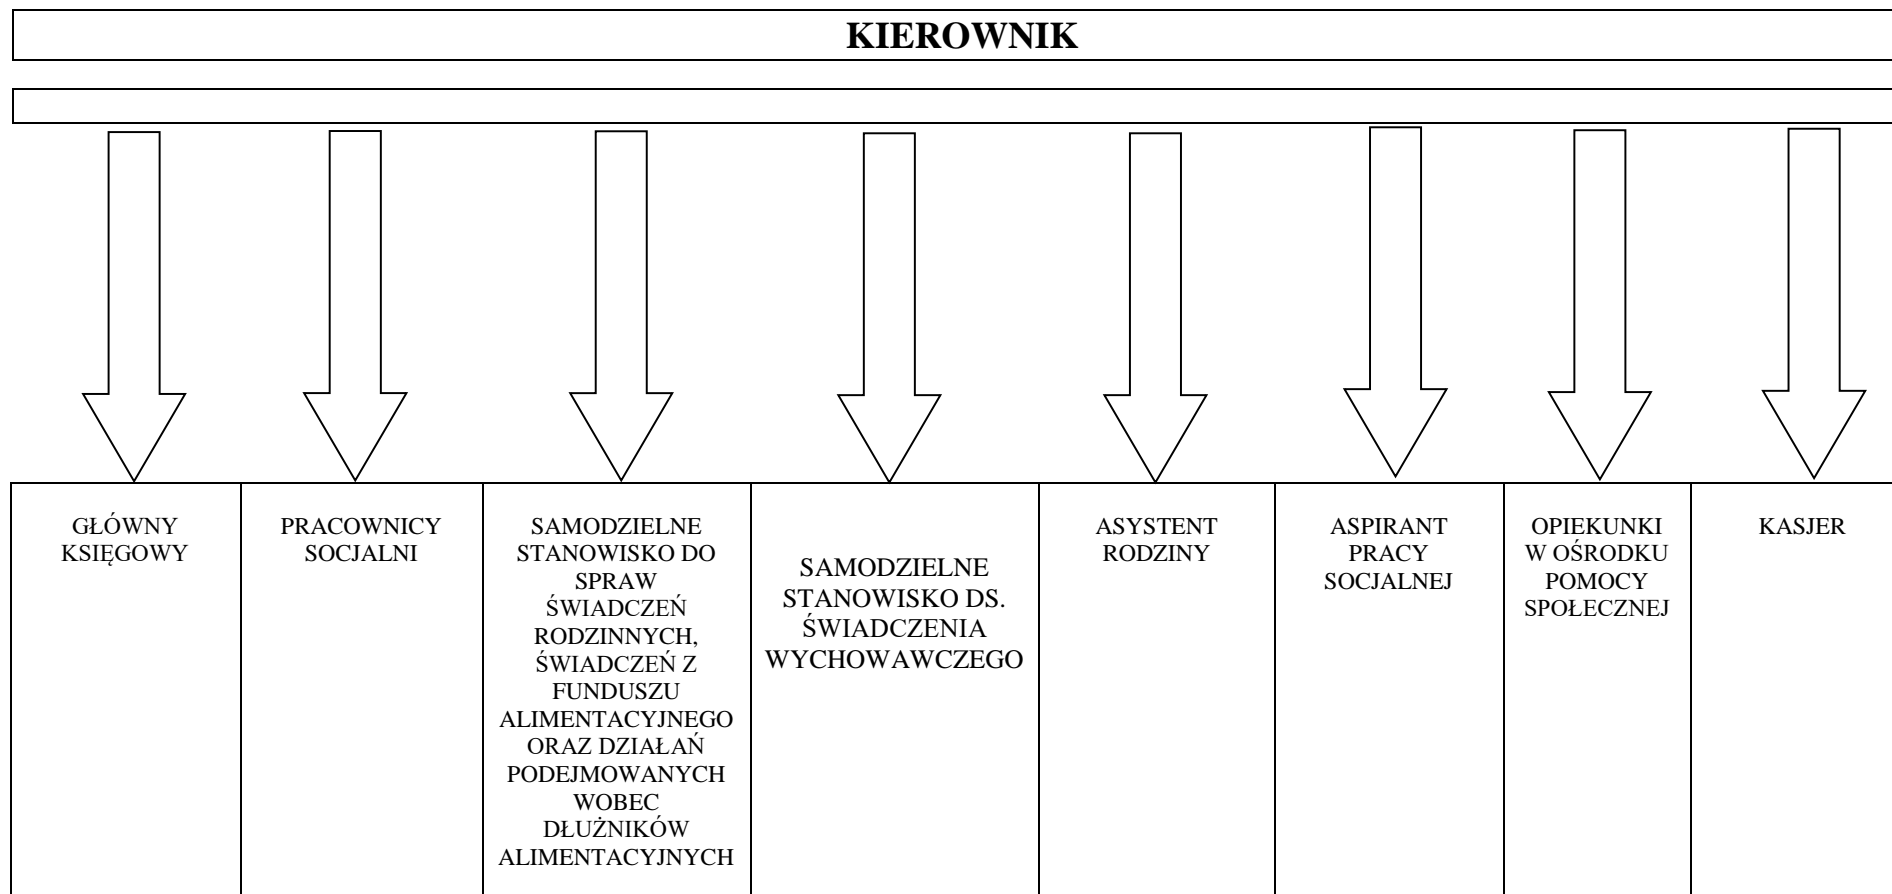 KIEROWNIK
GŁÓWNY
KSIĘGOWY
PRACOWNICY
SOCJALNI
SAMODZIELNE
STANOWISKO DO
SPRAW
ŚWIADCZEŃ
RODZINNYCH,
ŚWIADCZEŃ Z
FUNDUSZU
ALIMENTACYJNEGO
ORAZ DZIAŁAŃ
PODEJMOWANYCH
WOBEC
DŁUŻNIKÓW
ALIMENTACYJNYCH
SAMODZIELNE
STANOWISKO DS.
ŚWIADCZENIA
WYCHOWAWCZEGO
ASYSTENT
RODZINY
ASPIRANT
PRACY
SOCJALNEJ
OPIEKUNKI
W OŚRODKU
POMOCY
SPOŁECZNEJ
KASJER